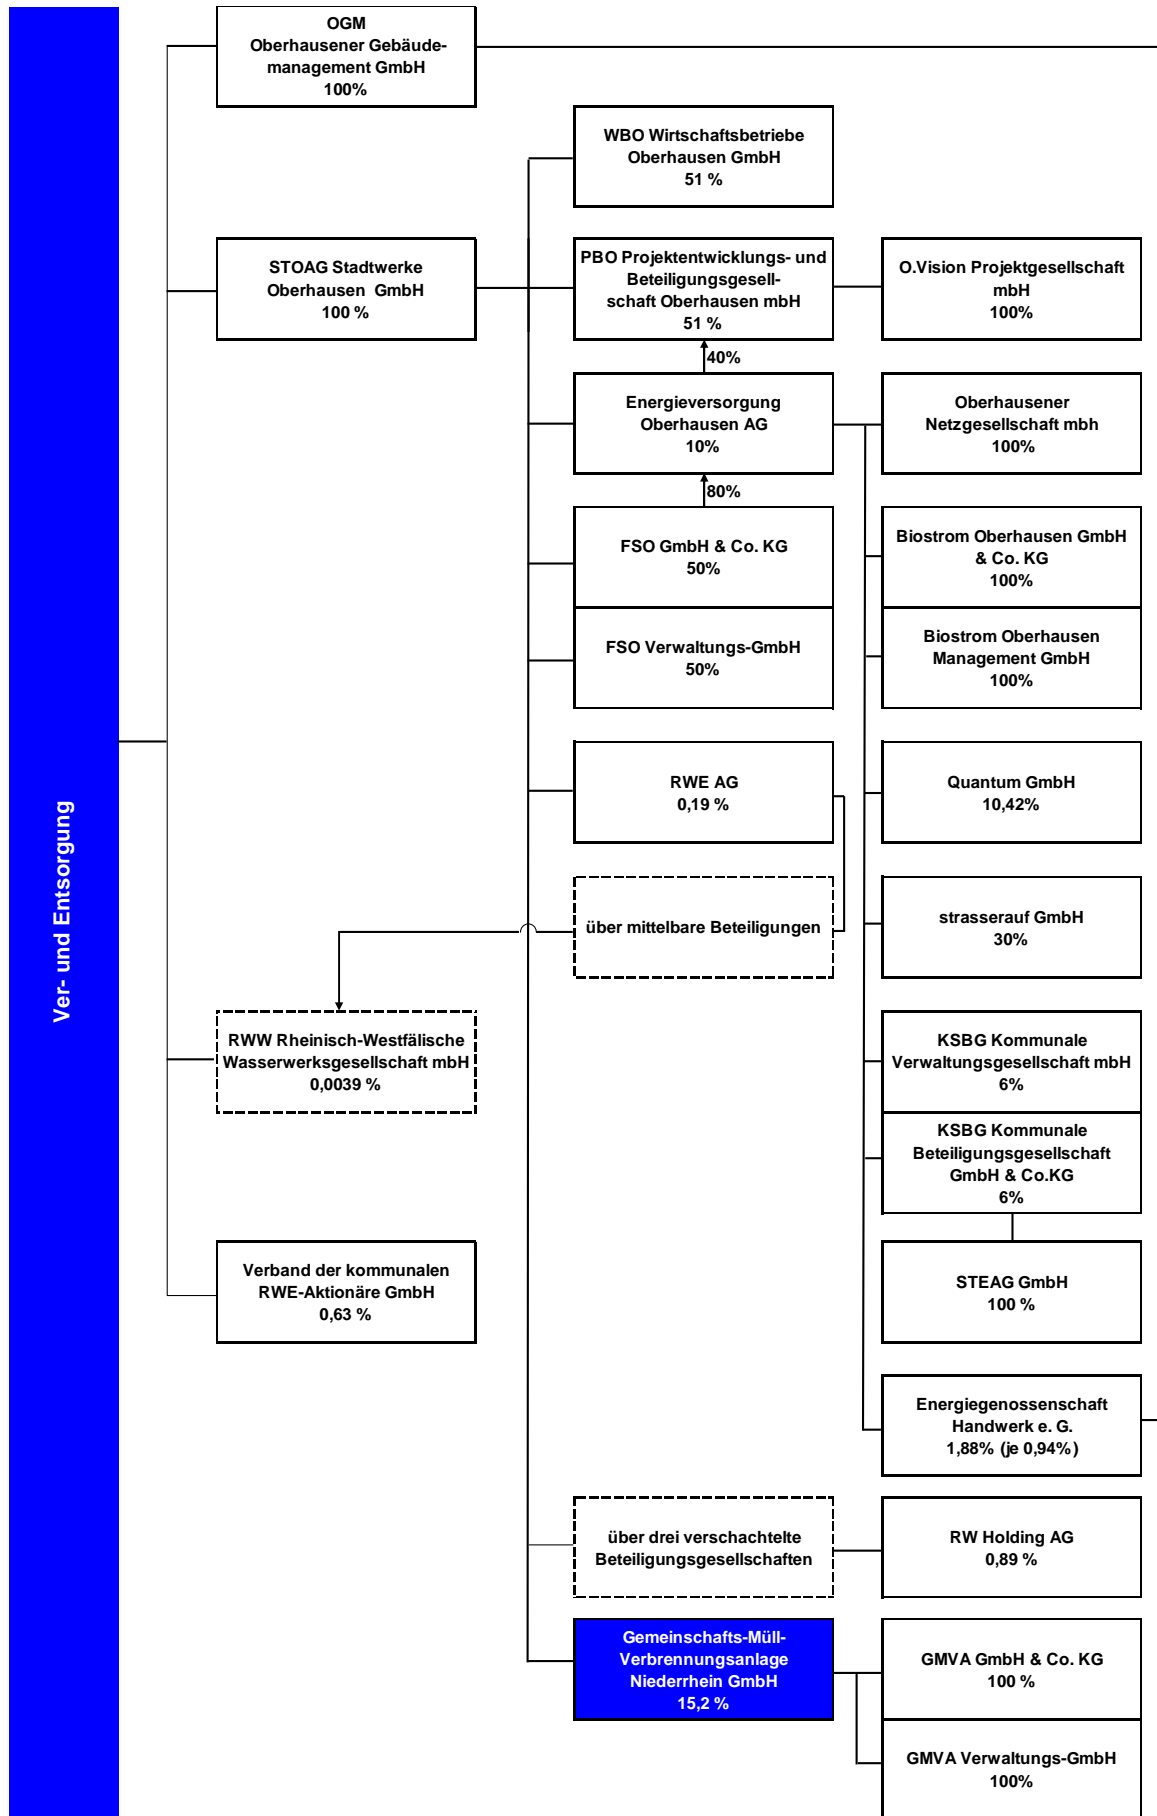 Ver- und Entsorgung
OGM
Oberhausener Gebäude-
management GmbH
100%
STOAG Stadtwerke
Oberhausen GmbH
100 %
RWW Rheinisch-Westfälische
Wasserwerksgesellschaft mbH
0,0039 %
Verband der kommunalen
RWE-Aktionäre GmbH
0,63 %
WBO Wirtschaftsbetriebe
Oberhausen GmbH
51 %
PBO Projektentwicklungs- und
Beteiligungsgesell-
schaft Oberhausen mbH
51 %
40%
Energieversorgung
Oberhausen AG
10%
80%
FSO GmbH & Co. KG
50%
FSO Verwaltungs-GmbH
50%
RWE AG
0,19 %
über mittelbare Beteiligungen
über drei verschachtelte
Beteiligungsgesellschaften
Gemeinschafts-Müll-
Verbrennungsanlage
Niederrhein GmbH
15,2 %
O.Vision Projektgesellschaft
mbH
100%
Oberhausener
Netzgesellschaft mbh
100%
Biostrom Oberhausen GmbH
& Co. KG
100%
Biostrom Oberhausen
Management GmbH
100%
Quantum GmbH
10,42%
strasserauf GmbH
30%
KSBG Kommunale
Verwaltungsgesellschaft mbH
6%
KSBG Kommunale
Beteiligungsgesellschaft
GmbH & Co.KG
6%
STEAG GmbH
100 %
Energiegenossenschaft
Handwerk e. G.
1,88% (je 0,94%)
RW Holding AG
0,89 %
GMVA GmbH & Co. KG
100 %
GMVA Verwaltungs-GmbH
100%